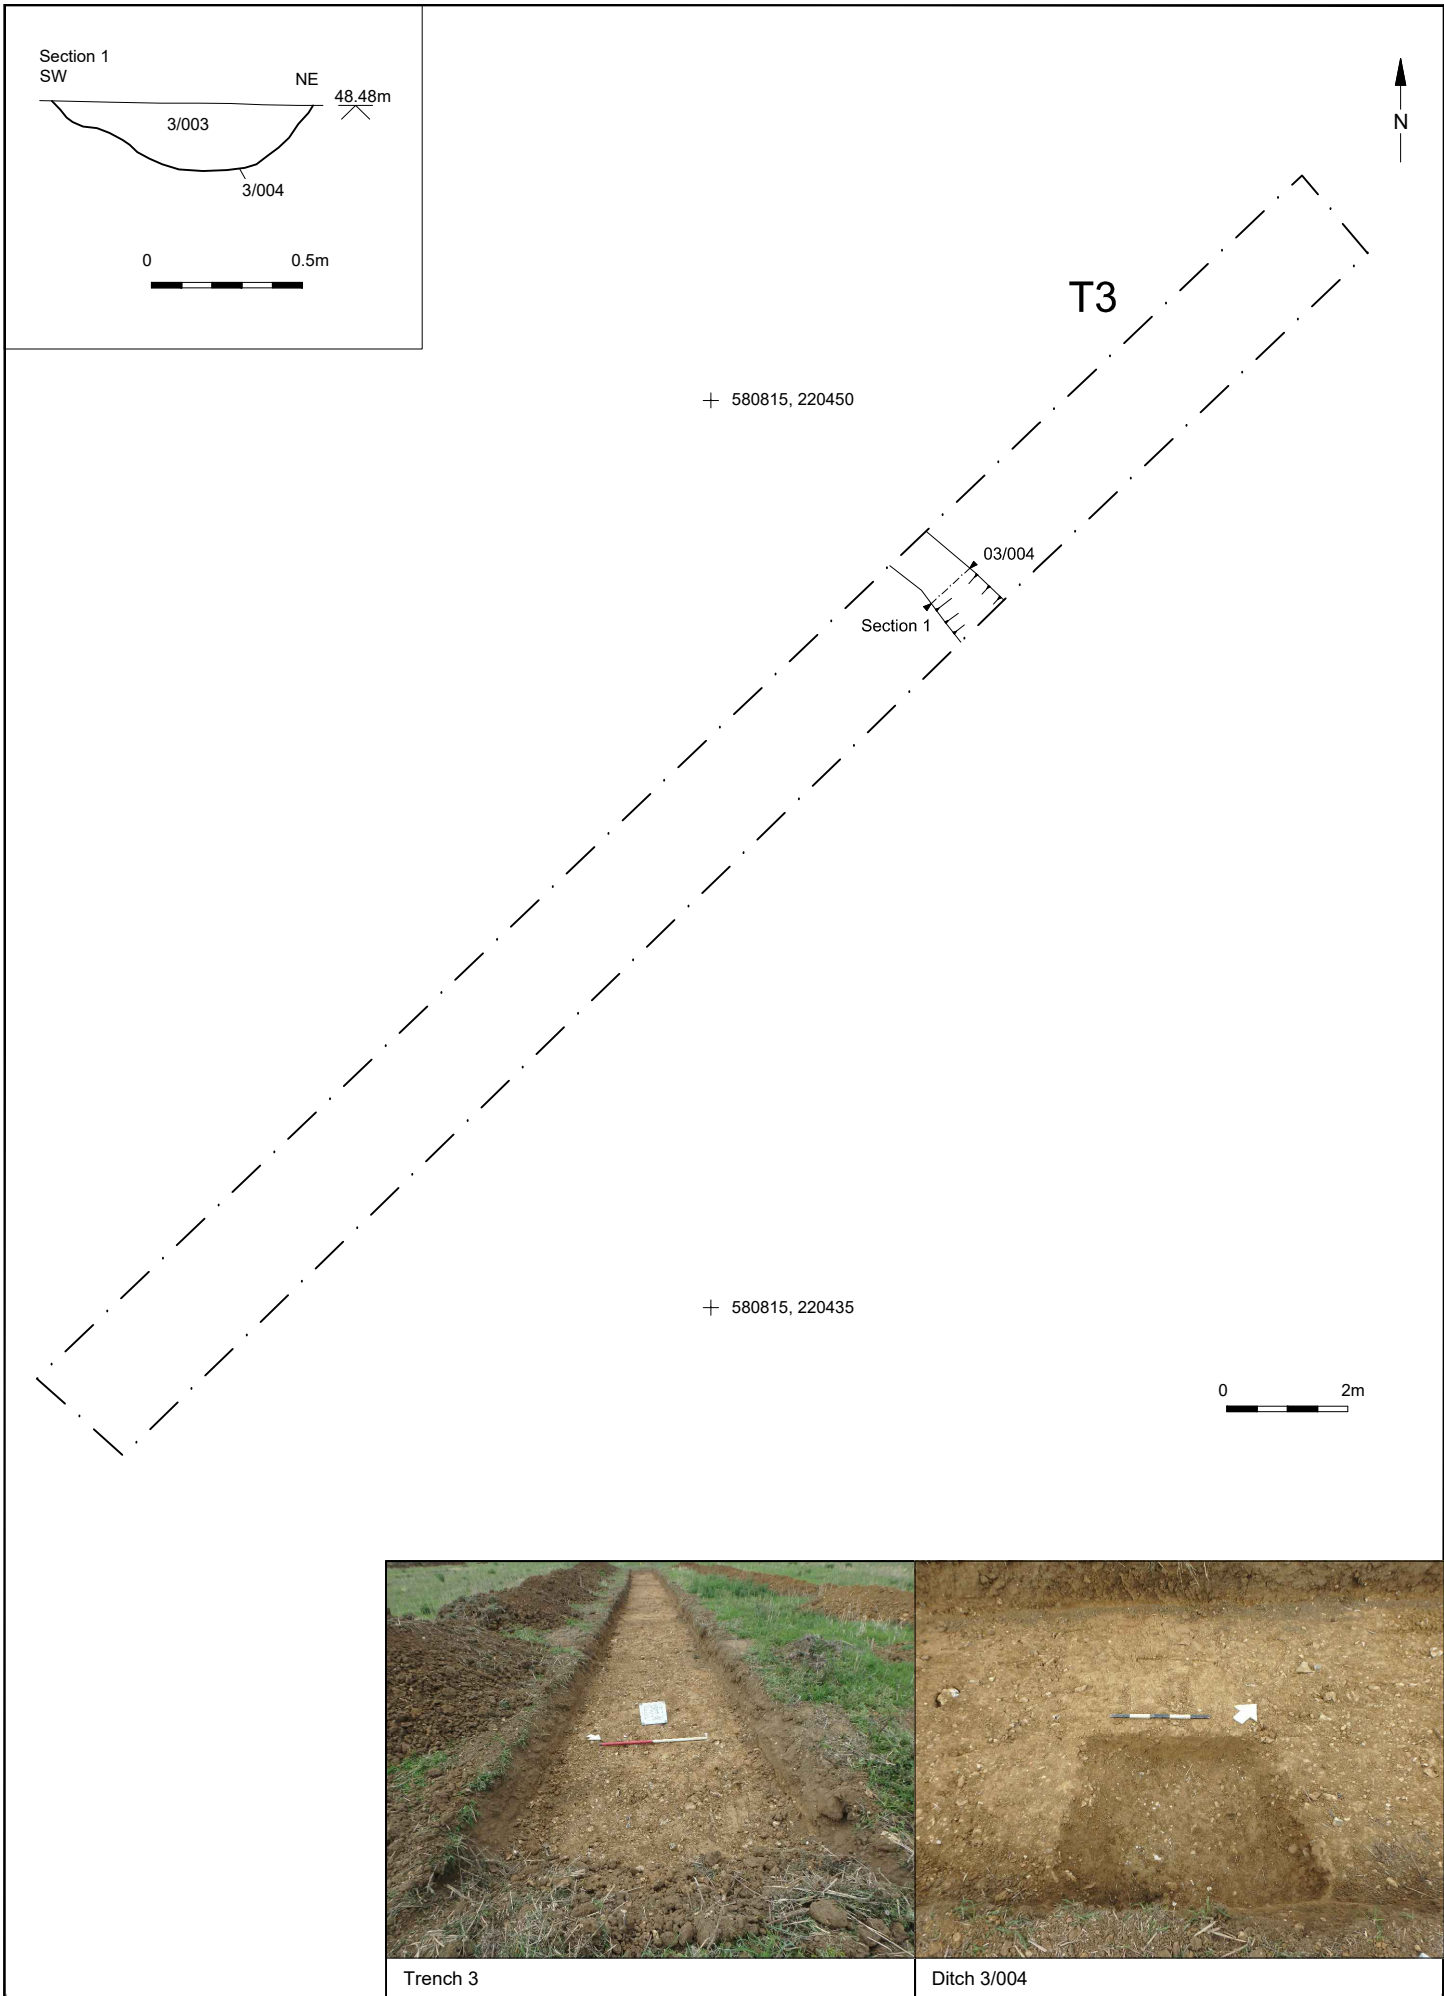 Section 1
SW
NE
48.48m
3/003
3/004
0 0.5m
N
T3
580815, 220450
03/004
Section 1
580815, 220435
0 2m
Trench 3
Ditch 3/004